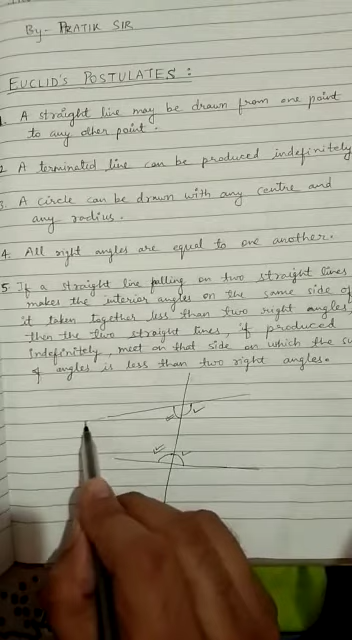 By- PRATIK SIR
EUCLID'S POSTULATES :
1. A straight line may be drawn from one point
to any other point.
2 A terminated line can be produced indefinitely
3. A circle can be drawn with any centre and
any radius.
4. All right angles are equal to one another.
5 If a straight line falling on two straight lines
makes the interior angles on the same side of
it taken together less than two right angles,
then the two straight lines, if produced
indefinitely, meet on that side on which the su
of angles is less than two right angles.